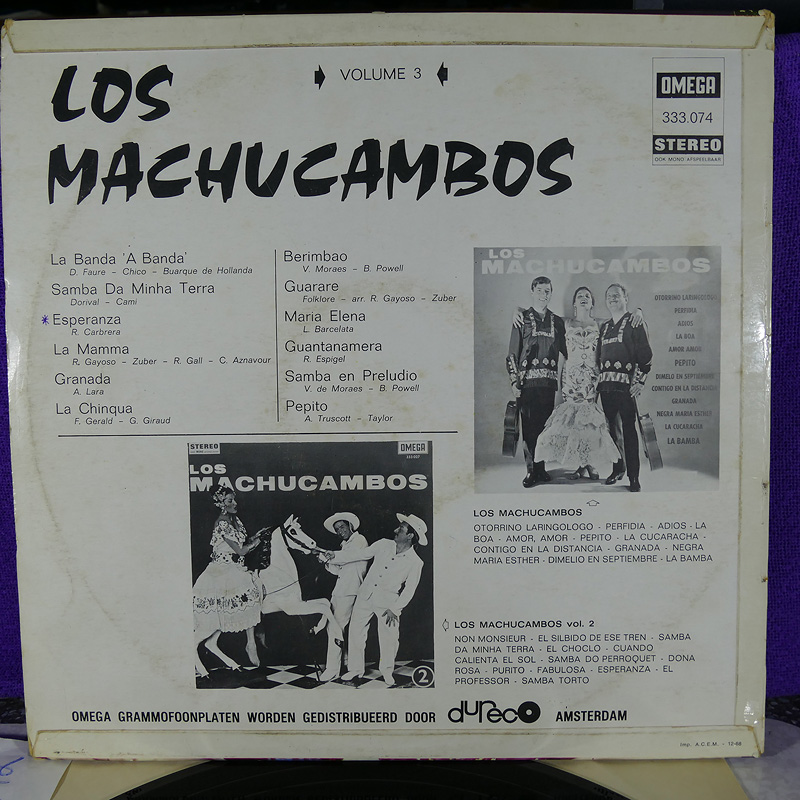 LOS
MACHUCAMBOS
VOLUME 3
OMEGA
333.074
STEREO
OOK MONO AFSPEELBAAR
La Banda 'A Banda'
D. Faure - Chico - Buarque de Hollanda
Samba Da Minha Terra
Dorival - Cami
* Esperanza
R. Carbrera
La Mamma
R. Gayoso - Zuber - R. Gall - C. Aznavour
Granada
A. Lara
La Chinqua
F. Gerald - G. Giraud
Berimbao
V. Moraes - B. Powell
Guarare
Folklore - arr. R. Gayoso - Zuber
Maria Elena
L. Barcelata
Guantanamera
R. Espigel
Samba en Preludio
V. de Moraes - B. Powell
Pepito
A. Truscott - Taylor
LOS
MACHUCAMBOS
OTORRINO LARINGOLOGO
PERFIDIA
ADIOS
LA BOA
AMOR AMOR
PEPITO
DIMELO EN SEPTIEMBRE
CONTIGO EN LA DISTANCIA
GRANADA
NEGRA MARIA ESTHER
LA CUCARACHA
LA BAMBA
LOS MACHUCAMBOS
OTORRINO LARINGOLOGO - PERFIDIA - ADIOS - LA
BOA - AMOR, AMOR - PEPITO - LA CUCARACHA -
CONTIGO EN LA DISTANCIA - GRANADA - NEGRA
MARIA ESTHER - DIMELIO EN SEPTIEMBRE - LA BAMBA
STEREO
OMEGA
333.027
LOS
MACHUCAMBOS
2
LOS MACHUCAMBOS vol. 2
NON MONSIEUR - EL SILBIDO DE ESE TREN - SAMBA
DA MINHA TERRA - EL CHOCLO - CUANDO
CALIENTA EL SOL - SAMBA DO PERROQUET - DONA
ROSA - PURITO - FABULOSA - ESPERANZA - EL
PROFESSOR - SAMBA TORTO
OMEGA GRAMMOFOONPLATEN WORDEN GEDISTRIBUEERD DOOR dureco AMSTERDAM
Imp. A.C.E.M. - 12-68